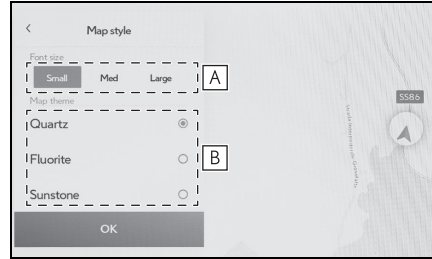 Map style
Font size
Small Med Large
A
Map theme
Quartz
Fluorite
B
Sunstone
OK
SS86